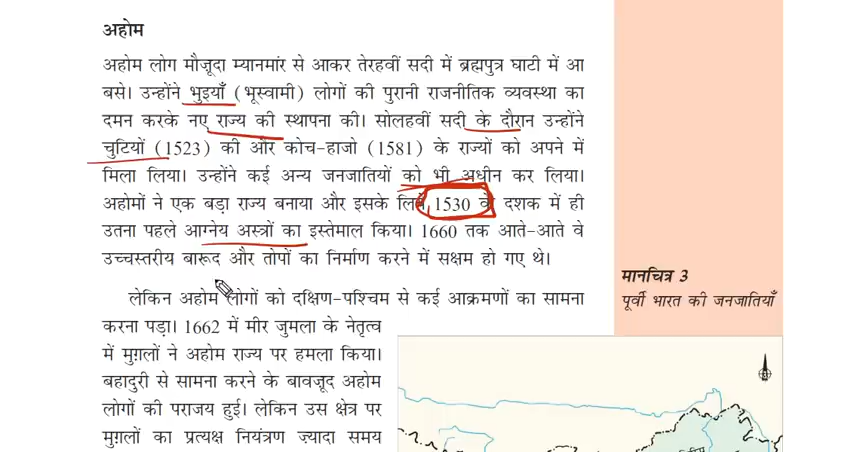 अहोम
अहोम लोग मौजूदा म्यानमांर से आकर तेरहवीं सदी में ब्रह्मपुत्र घाटी में आ
बसे। उन्होंने भुइयाँ (भूस्वामी) लोगों की पुरानी राजनीतिक व्यवस्था का
दमन करके नए राज्य की स्थापना की। सोलहवीं सदी के दौरान उन्होंने
चुटियों (1523) की और कोच-हाजो (1581) के राज्यों को अपने में
मिला लिया। उन्होंने कई अन्य जनजातियों को भी अधीन कर लिया।
अहोमों ने एक बड़ा राज्य बनाया और इसके लिये 1530 के दशक में ही
उतना पहले आग्नेय अस्त्रों का इस्तेमाल किया। 1660 तक आते-आते वे
उच्चस्तरीय बारूद और तोपों का निर्माण करने में सक्षम हो गए थे।
लेकिन अहोम लोगों को दक्षिण-पश्चिम से कई आक्रमणों का सामना
करना पड़ा। 1662 में मीर जुमला के नेतृत्व
में मुग़लों ने अहोम राज्य पर हमला किया।
बहादुरी से सामना करने के बावजूद अहोम
लोगों की पराजय हुई। लेकिन उस क्षेत्र पर
मुग़लों का प्रत्यक्ष नियंत्रण ज़्यादा समय
मानचित्र 3
पूर्वी भारत की जनजातियाँ